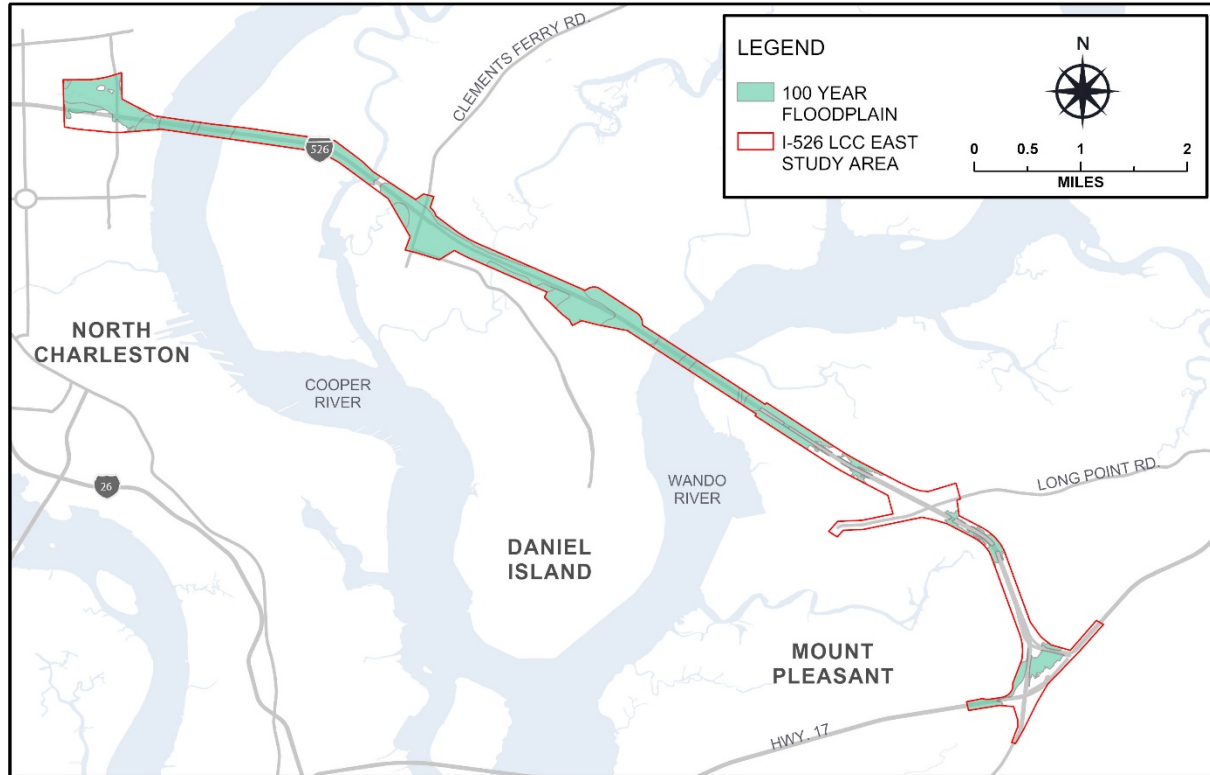 LEGEND
100 YEAR
FLOODPLAIN
I-526 LCC EAST
STUDY AREA
N
0 0.5 1 2
MILES
CLEMENTS FERRY RD.
526
NORTH
CHARLESTON
COOPER
RIVER
26
WANDO
RIVER
LONG POINT RD.
DANIEL
ISLAND
MOUNT
PLEASANT
HWY. 17